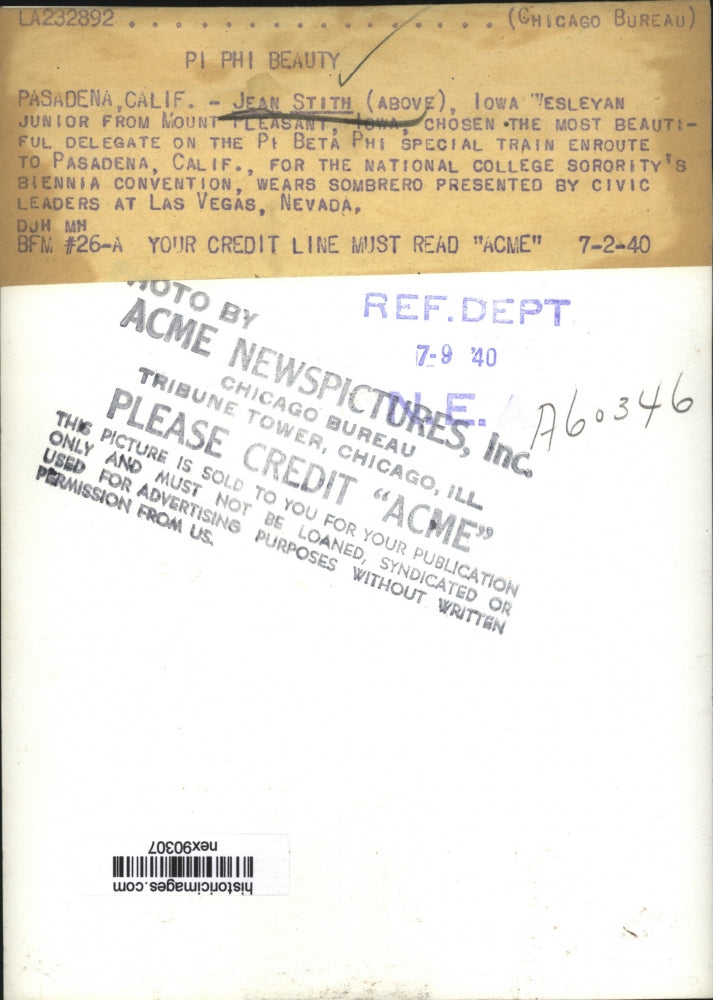 LA232892 . . . . . . . . . . . . . . . . . (CHICAGO BUREAU)
PI PHI BEAUTY
PASADENA,CALIF. - JEAN STITH (ABOVE), IOWA WESLEYAN
JUNIOR FROM MOUNT PLEASANT, IOWA, CHOSEN THE MOST BEAUTI-
FUL DELEGATE ON THE PI BETA PHI SPECIAL TRAIN ENROUTE
TO PASADENA, CALIF., FOR THE NATIONAL COLLEGE SORORITY'S
BIENNIA CONVENTION, WEARS SOMBRERO PRESENTED BY CIVIC
LEADERS AT LAS VEGAS, NEVADA.
DJH MH
BFM #26-A YOUR CREDIT LINE MUST READ "ACME" 7-2-40
REF. DEPT
7-9 '40
N.E.A
A60346
PHOTO BY
ACME NEWSPICTURES, Inc.
CHICAGO BUREAU
TRIBUNE TOWER, CHICAGO, ILL.
PLEASE CREDIT "ACME"
THIS PICTURE IS SOLD TO YOU FOR YOUR PUBLICATION
ONLY AND MUST NOT BE LOANED, SYNDICATED OR
USED FOR ADVERTISING PURPOSES WITHOUT WRITTEN
PERMISSION FROM US.
historicimages.com
nex90307